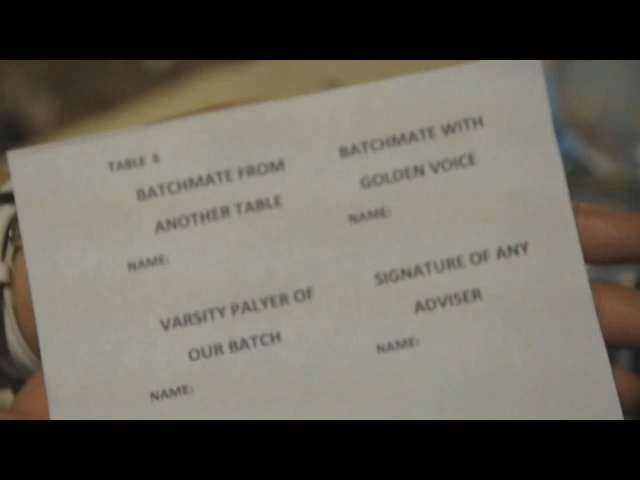 TABLE 6
BATCHMATE FROM
ANOTHER TABLE
NAME:
BATCHMATE WITH
GOLDEN VOICE
NAME:
VARSITY PALYER OF
OUR BATCH
NAME:
SIGNATURE OF ANY
ADVISER
NAME: